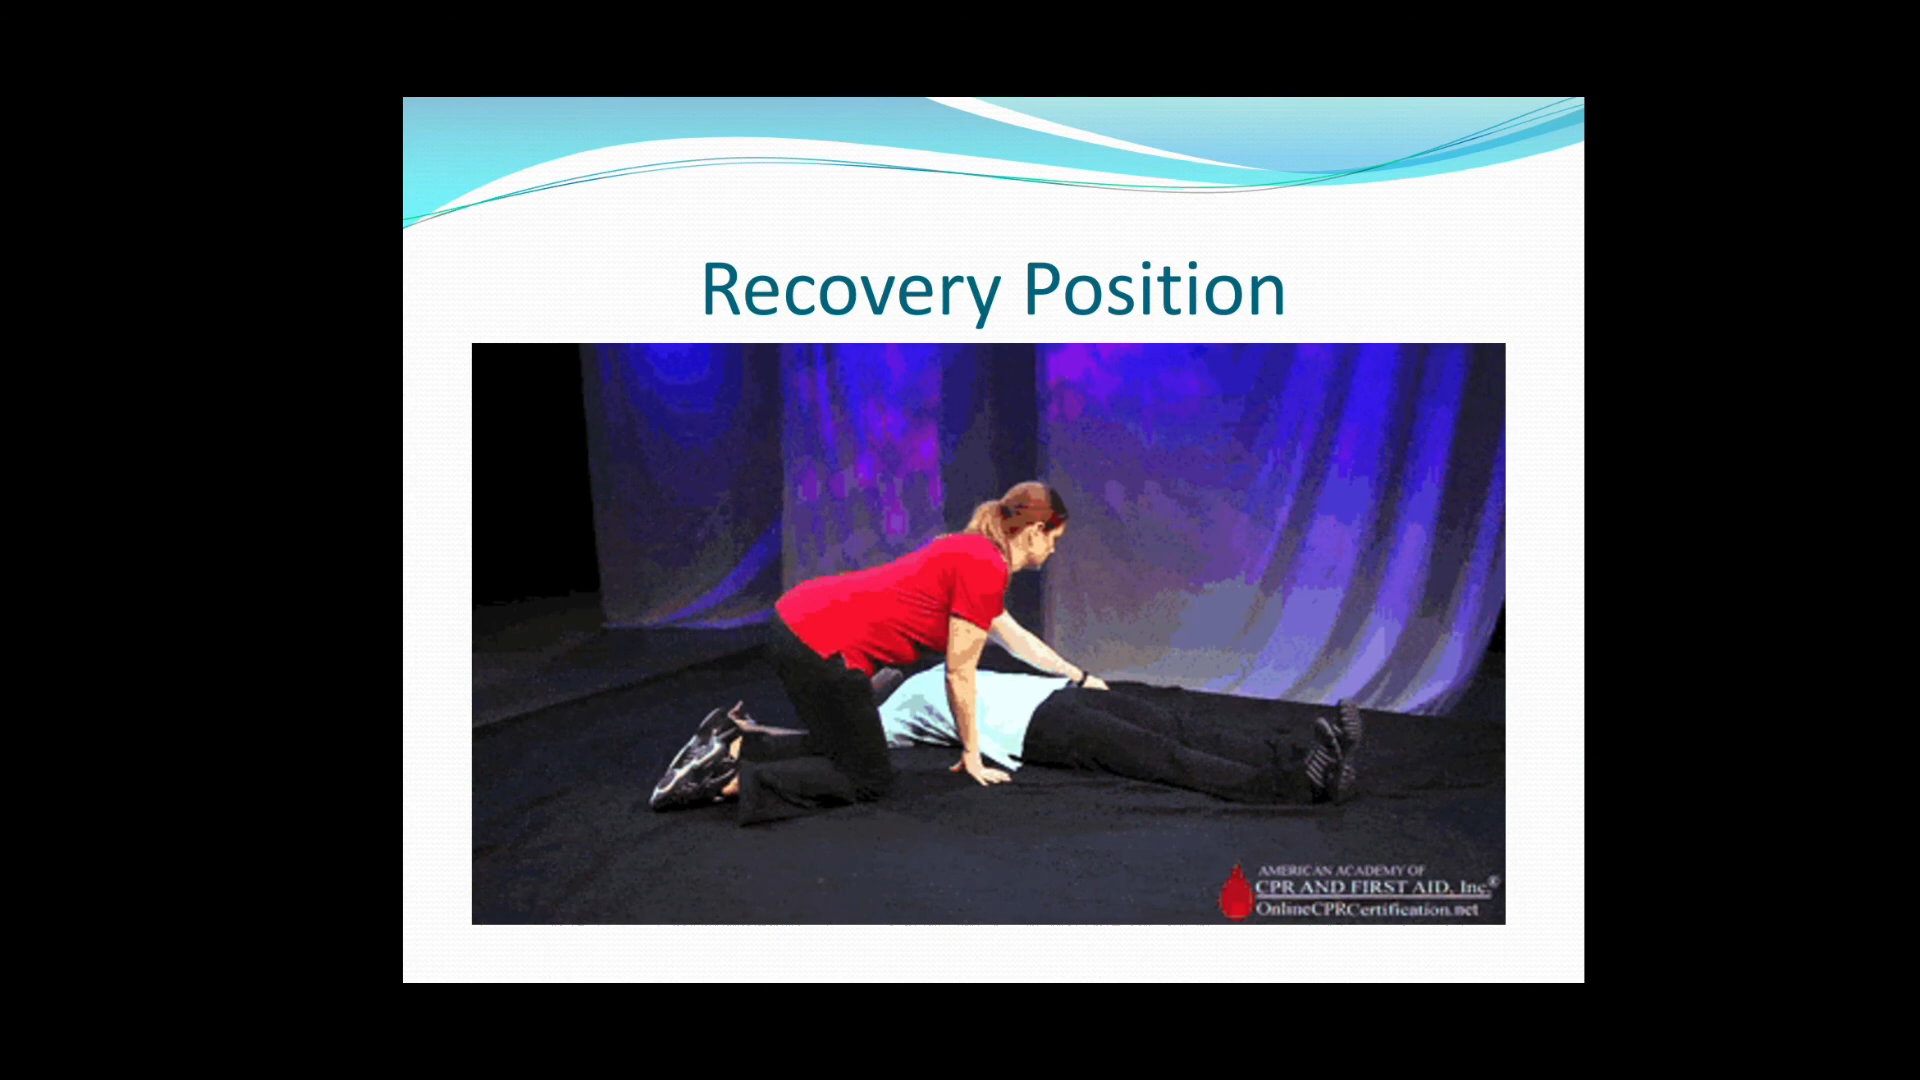 Recovery Position
AMERICAN ACADEMY OF
CPR AND FIRST AID, Inc.®
OnlineCPRCertification.net